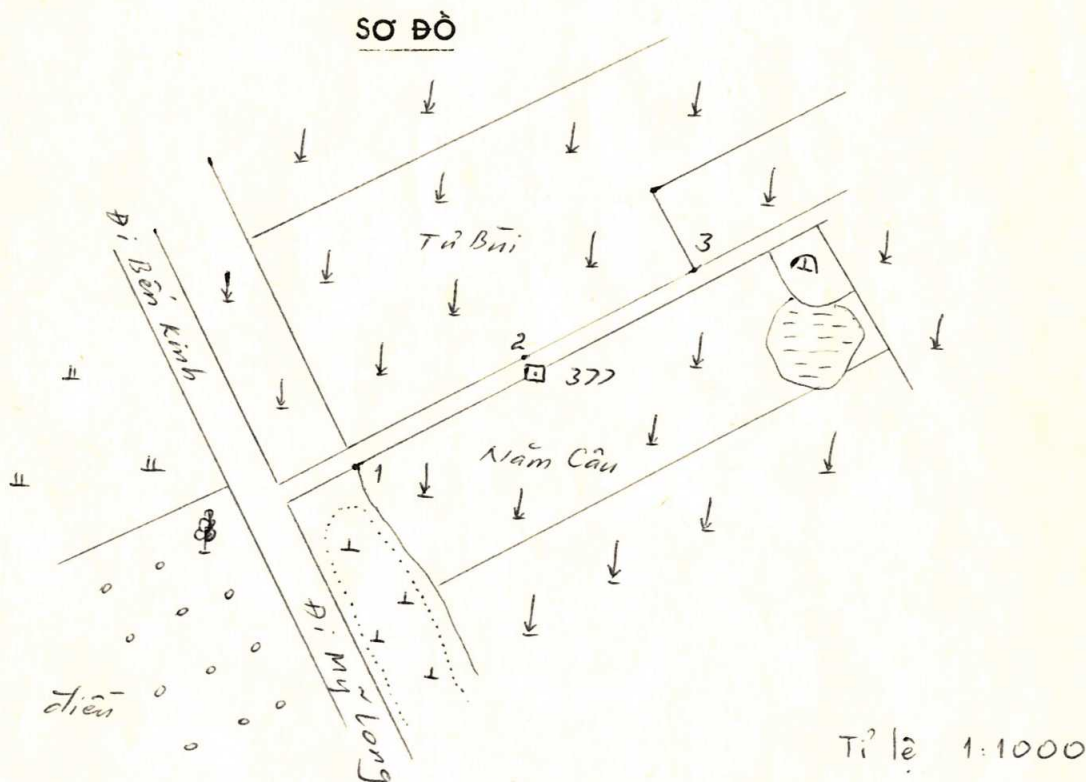 SƠ ĐỒ
Đi Bến Kinh
Tư Bùi
3
2
377
1
Năm Câu
Đi Mỹ Long
điền
Tỉ lệ 1:1000